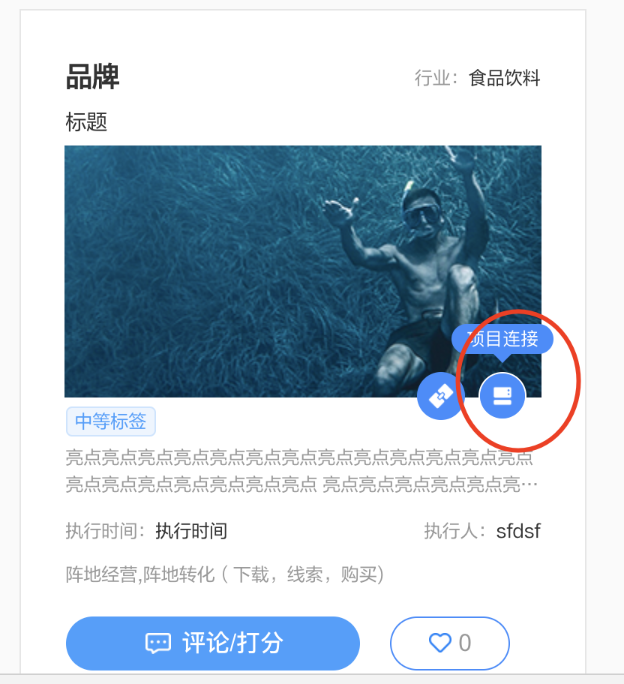 品牌
行业：食品饮料
标题
项目连接
中等标签
亮点亮点亮点亮点亮点亮点亮点亮点亮点亮点亮点亮点亮点
亮点亮点亮点亮点亮点亮点亮点 亮点亮点亮点亮点亮点亮…
执行时间：执行时间
执行人：sfdsf
阵地经营,阵地转化（下载，线索，购买)
评论/打分
0